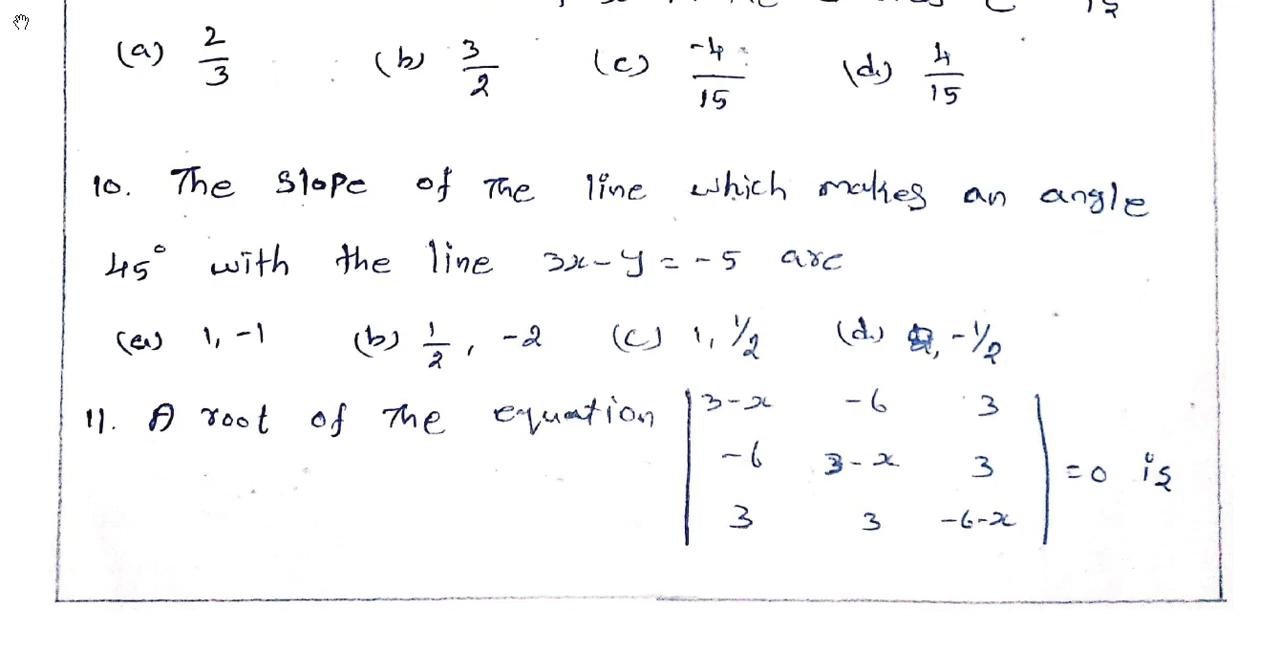 (a) 2/3 (b) 3/2 (c) -4/15 (d) 4/15
10. The slope of the line which makes an angle
45° with the line 3x-y=-5 are
(a) 1, -1 (b) 1/2, -2 (c) 1, 1/2 (d) , -1/2
11. A root of the equation | 3-x -6 3
-6 3-x 3 | =0 is
3 3 -6-x